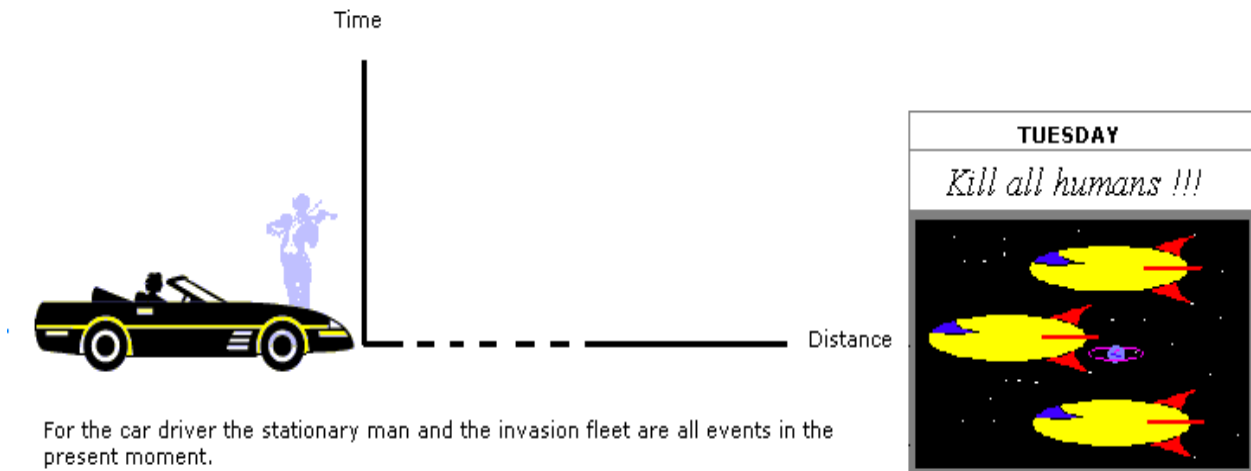 Time
TUESDAY
Kill all humans !!!
Distance
For the car driver the stationary man and the invasion fleet are all events in the
present moment.